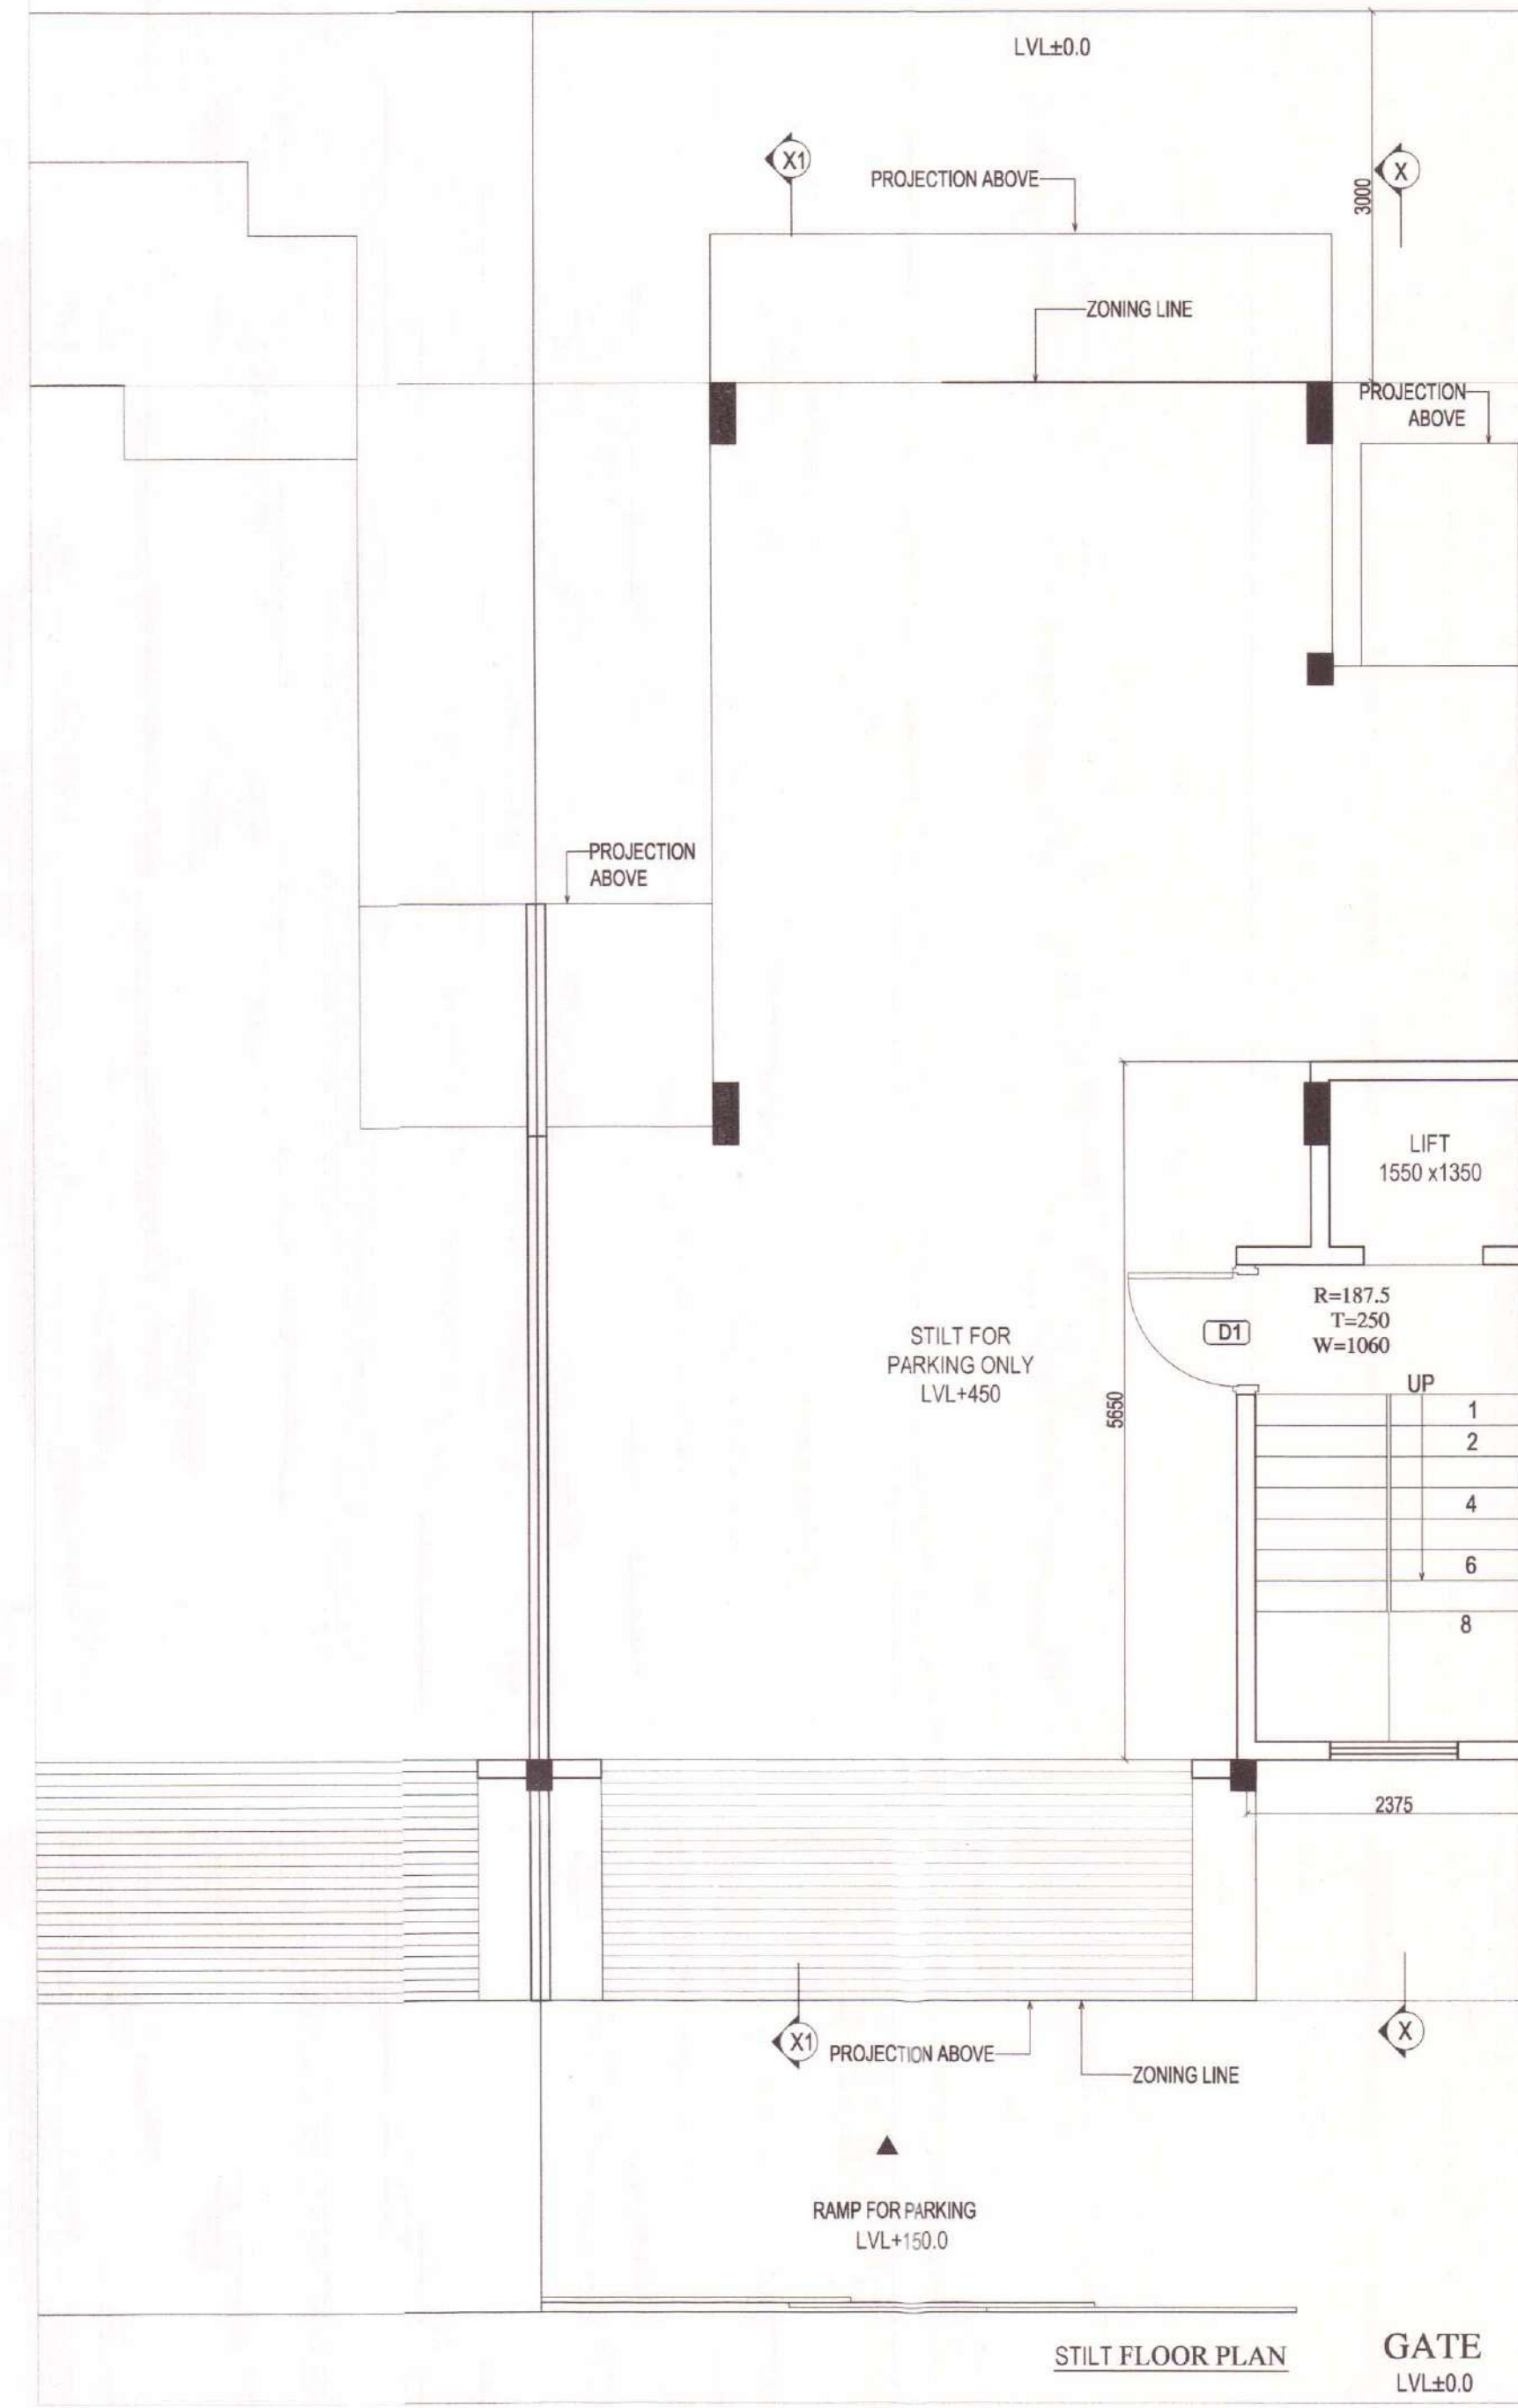 LVL±0.0
X1
X
PROJECTION ABOVE
3000
ZONING LINE
PROJECTION
ABOVE
PROJECTION
ABOVE
LIFT
1550 x1350
R=187.5
T=250
W=1060
D1
STILT FOR
PARKING ONLY
LVL+450
5650
UP
1
2
4
6
8
2375
X1
X
PROJECTION ABOVE
ZONING LINE
RAMP FOR PARKING
LVL+150.0
STILT FLOOR PLAN
GATE
LVL±0.0